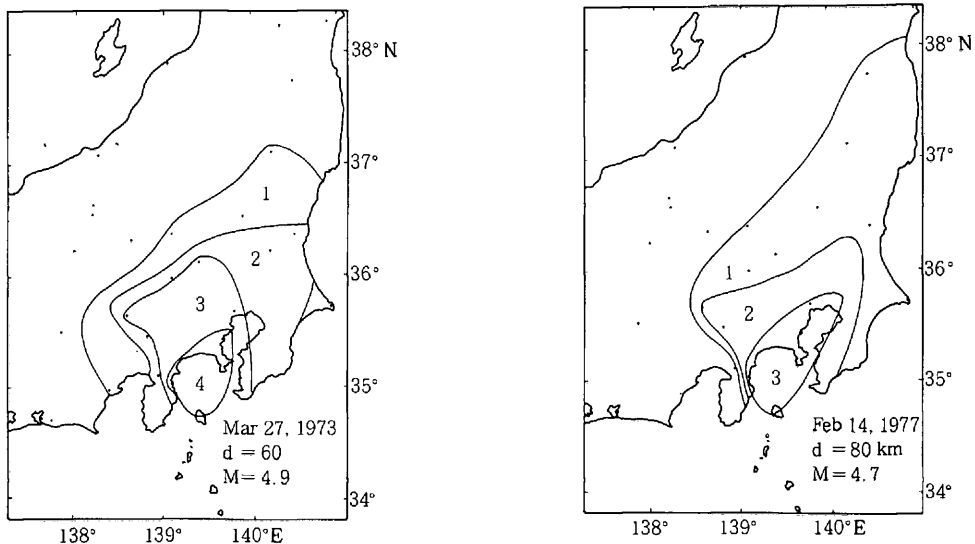 38° N
37°
36°
35°
34°
1
2
3
4
Mar 27, 1973
d = 60
M= 4.9
138°
139°
140°E
38° N
37°
36°
35°
34°
1
2
3
Feb 14, 1977
d = 80 km
M= 4.7
138°
139°
140°E